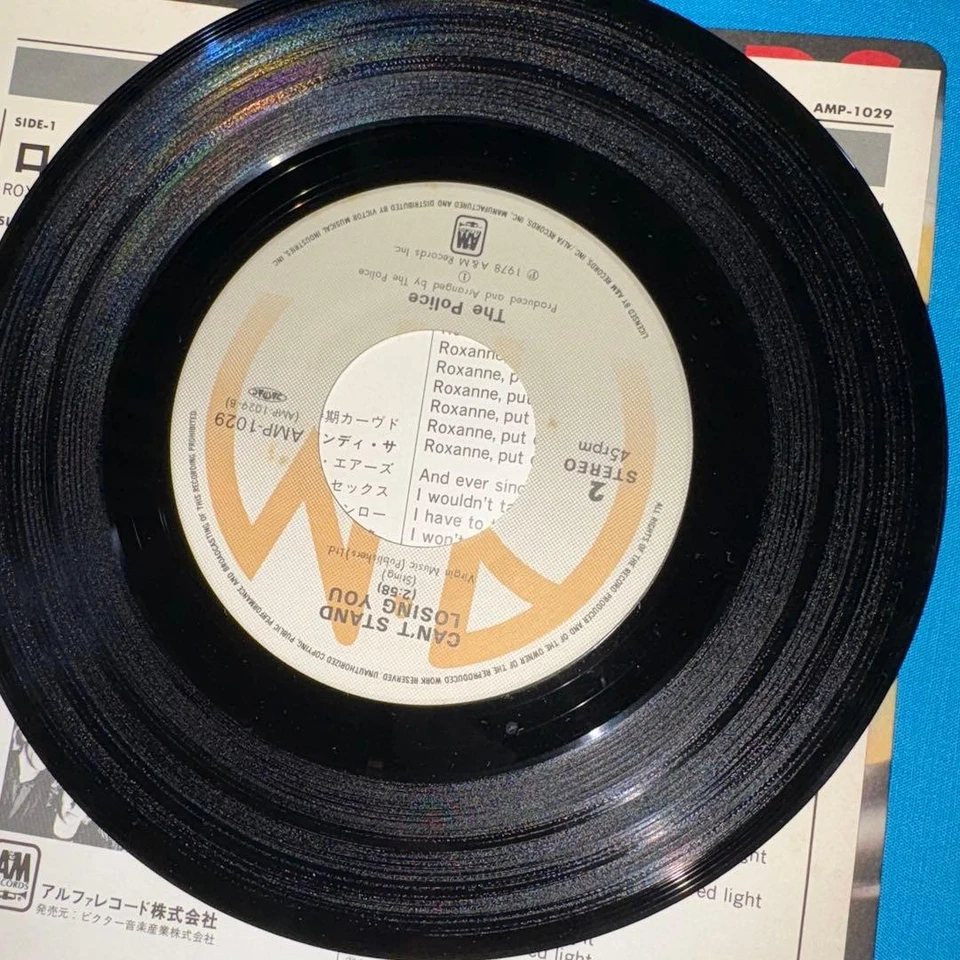 AMP-1029
SIDE-1
LICENSED BY A&M RECORDS, INC./ALFA RECORDS, INC. MANUFACTURED AND DISTRIBUTED BY VICTOR MUSICAL INDUSTRIES, INC.
AM
℗ 1978 A&M Records Inc.
Produced and Arranged by The Police
The Police
AMP-1029
(AMP 1029-B)
2
STEREO
45rpm
Virgin Music (Publishers) Ltd
(Sting)
(2:58)
CAN'T STAND
LOSING YOU
ALL RIGHTS OF THE RECORD PRODUCER AND OF THE OWNER OF THE REPRODUCED WORK RESERVED. UNAUTHORIZED COPYING, PUBLIC PERFORMANCE AND BROADCASTING OF THIS RECORDING PROHIBITED.
期カーヴド
ンディ・サ
・エアーズ
セックス
ンロー
Roxanne
Roxanne, p
Roxanne, put
Roxanne, put
Roxanne, put
Roxanne, put
And ever sinc
I wouldn't ta
I have to
I won't
ed light
AM
アルファレコード株式会社
発売元:ビクター音楽産業株式会社